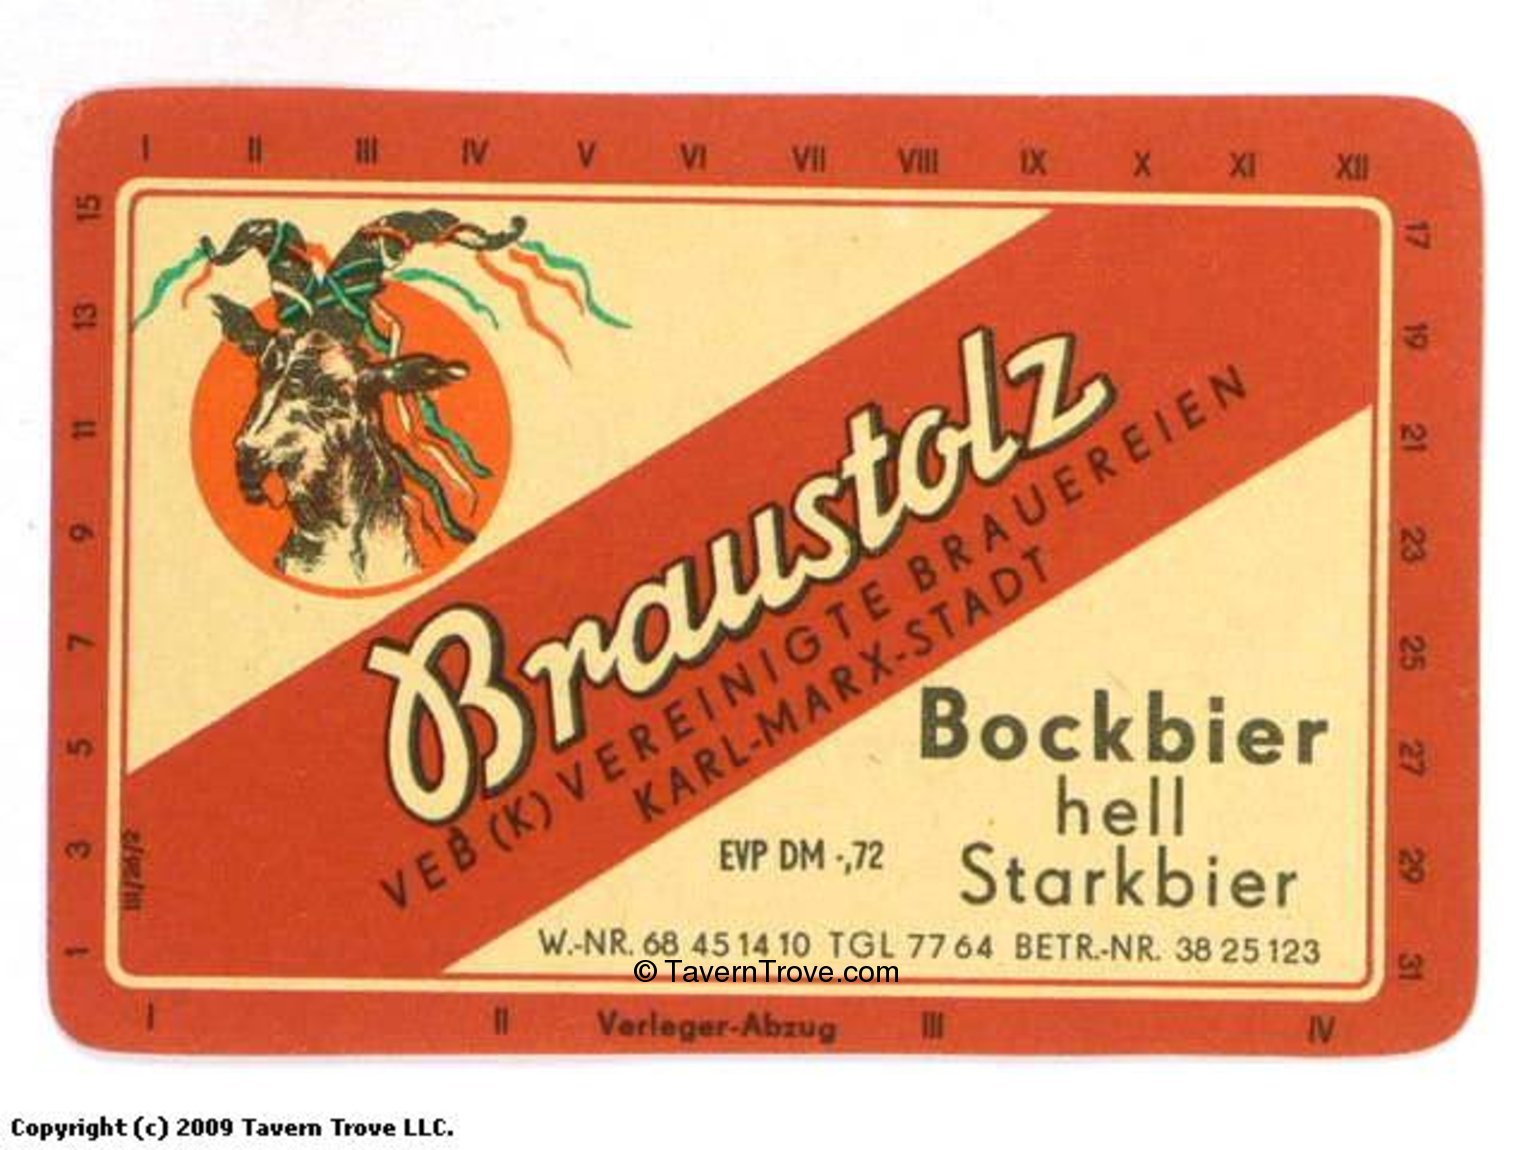 I II III IV V VI VII VIII IX X XI XII
15 17
13 19
11 21
9 23
7 25
5 27
3 29
1 31
Braustolz
VEB (K) VEREINIGTE BRAUEREIEN
KARL-MARX-STADT
Bockbier
hell
Starkbier
EVP DM -,72
W.-NR. 68 45 14 10 TGL 77 64 BETR.-NR. 38 25 123
© TavernTrove.com
I II Verleger-Abzug III IV
Copyright (c) 2009 Tavern Trove LLC.